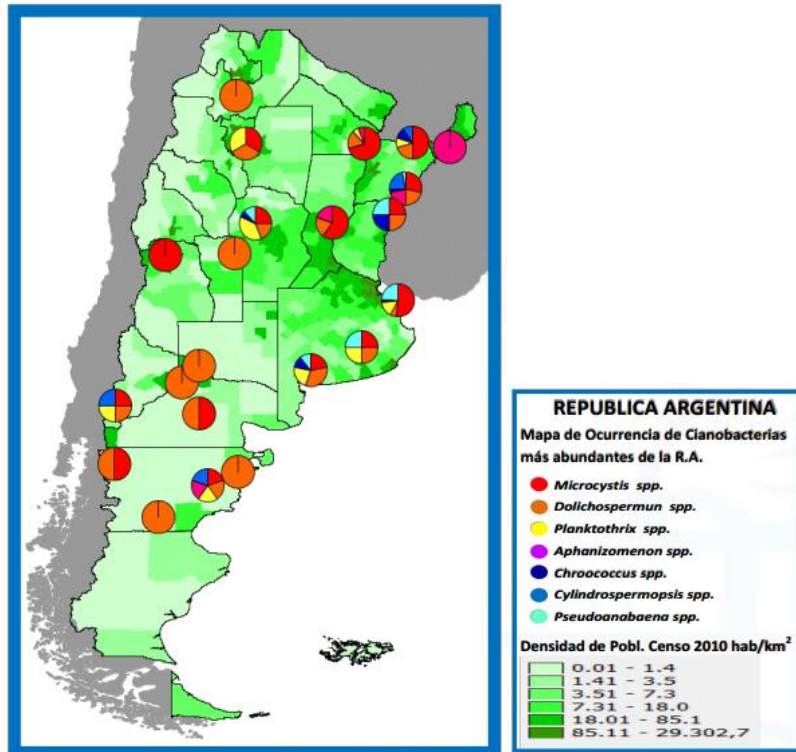 REPUBLICA ARGENTINA
Mapa de Ocurrencia de Cianobacterias
más abundantes de la R.A.
Microcystis spp.
Dolichospermun spp.
Planktothrix spp.
Aphanizomenon spp.
Chroococcus spp.
Cylindrospermopsis spp.
Pseudoanabaena spp.
Densidad de Pobl. Censo 2010 hab/km²
0.01 - 1.4
1.41 - 3.5
3.51 - 7.3
7.31 - 18.0
18.01 - 85.1
85.11 - 29.302,7